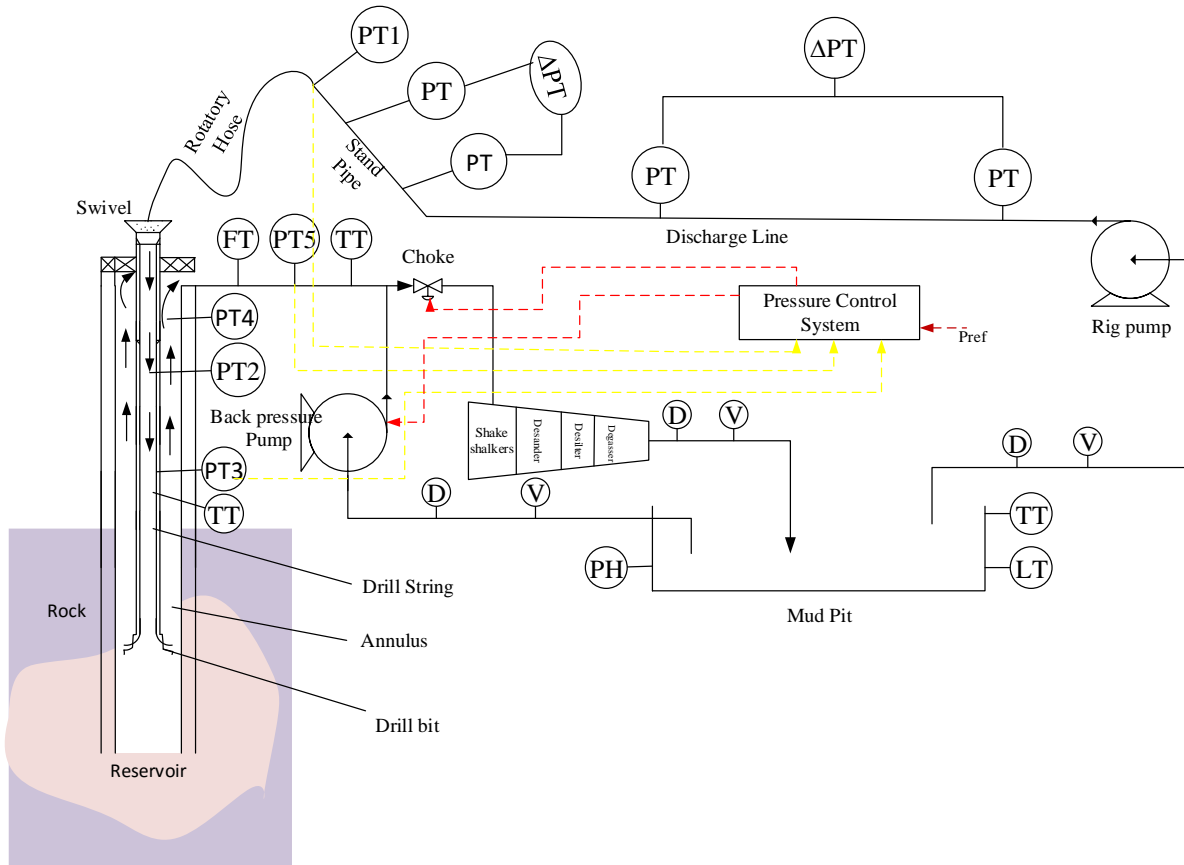 PT1
ΔPT
ΔPT
PT
Rotatory
Hose
PT
Stand
Pipe
PT
PT
Swivel
FT
PT5
TT
Discharge Line
Choke
Pressure Control
System
Rig pump
PT4
Pref
PT2
Back pressure
Pump
Shake
shalkers
Desander
Desilter
Degasser
D
V
D
V
PT3
D
V
TT
TT
PH
LT
Drill String
Mud Pit
Rock
Annulus
Drill bit
Reservoir